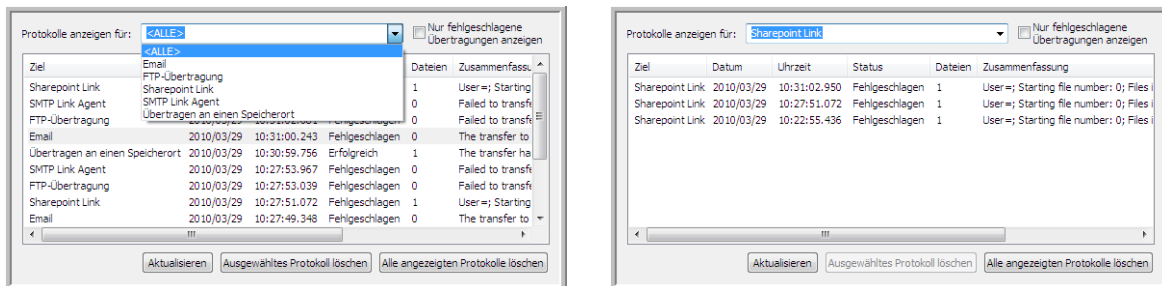 Protokolle anzeigen für: <ALLE> Nur fehlgeschlagene
Übertragungen anzeigen
<ALLE>
Email
FTP-Übertragung
Sharepoint Link
SMTP Link Agent
Übertragen an einen Speicherort
Ziel Dateien Zusammenfassu
Sharepoint Link 1 User=; Starting
SMTP Link Agent 0 Failed to transfe
FTP-Übertragung 2010/03/29 Fehlgeschlagen 0 Failed to transfe
Email 2010/03/29 10:31:00.243 Fehlgeschlagen 0 The transfer to
Übertragen an einen Speicherort 2010/03/29 10:30:59.756 Erfolgreich 1 The transfer ha
SMTP Link Agent 2010/03/29 10:27:53.967 Fehlgeschlagen 0 Failed to transfe
FTP-Übertragung 2010/03/29 10:27:53.039 Fehlgeschlagen 0 Failed to transfe
Sharepoint Link 2010/03/29 10:27:51.072 Fehlgeschlagen 1 User=; Starting
Email 2010/03/29 10:27:49.348 Fehlgeschlagen 0 The transfer to
Aktualisieren Ausgewähltes Protokoll löschen Alle angezeigten Protokolle löschen
Protokolle anzeigen für: Sharepoint Link Nur fehlgeschlagene
Übertragungen anzeigen
Ziel Datum Uhrzeit Status Dateien Zusammenfassung
Sharepoint Link 2010/03/29 10:31:02.950 Fehlgeschlagen 1 User=; Starting file number: 0; Files i
Sharepoint Link 2010/03/29 10:27:51.072 Fehlgeschlagen 1 User=; Starting file number: 0; Files i
Sharepoint Link 2010/03/29 10:22:55.436 Fehlgeschlagen 1 User=; Starting file number: 0; Files i
Aktualisieren Ausgewähltes Protokoll löschen Alle angezeigten Protokolle löschen